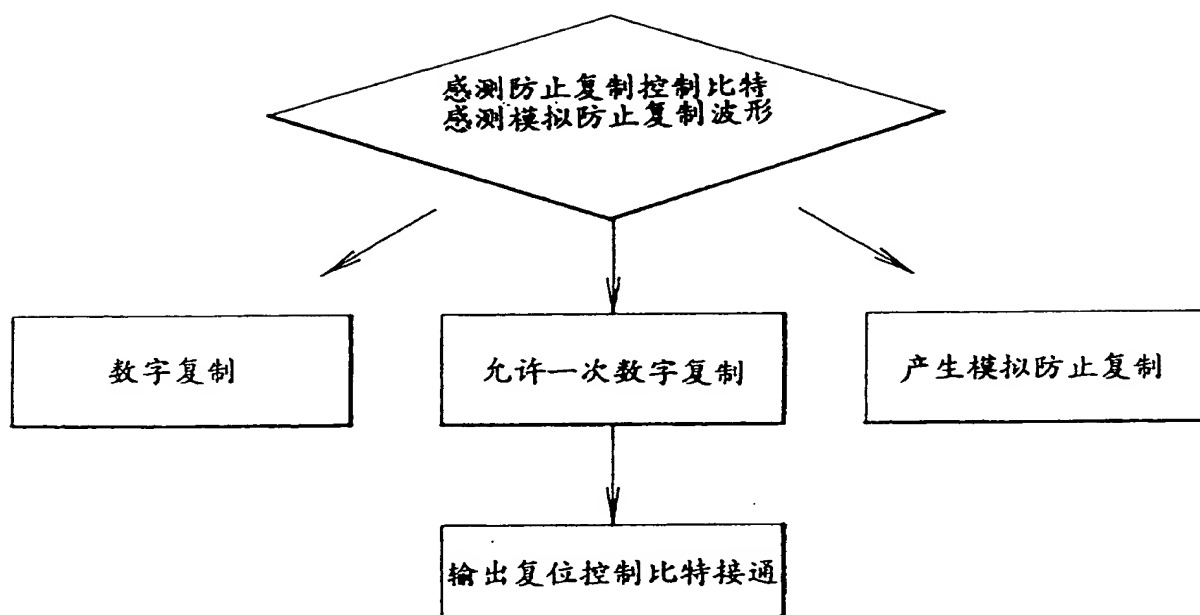 感测防止复制控制比特
感测模拟防止复制波形
数字复制
允许一次数字复制
产生模拟防止复制
输出复位控制比特接通